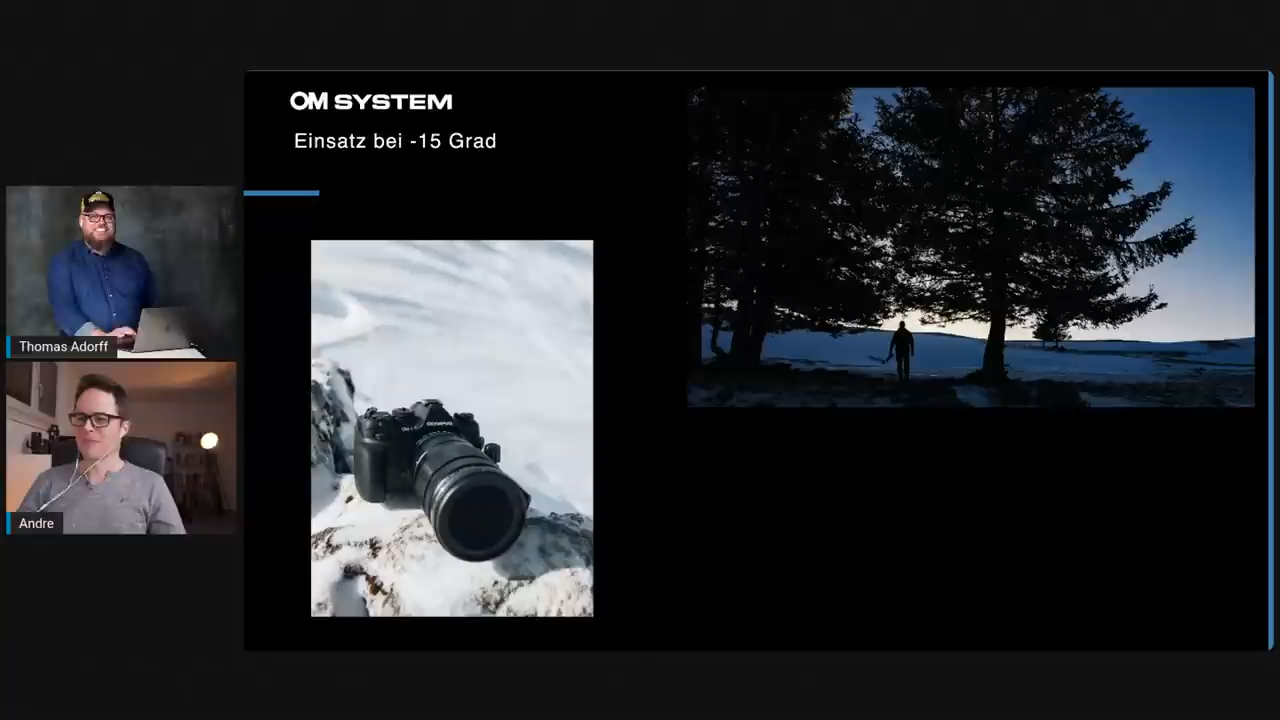 OM SYSTEM
Einsatz bei -15 Grad
Thomas Adorff
Andre
OLYMPUS